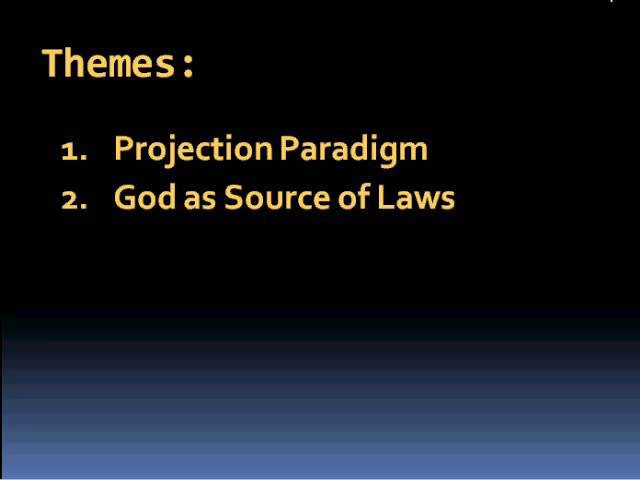 Themes:
1. Projection Paradigm
2. God as Source of Laws